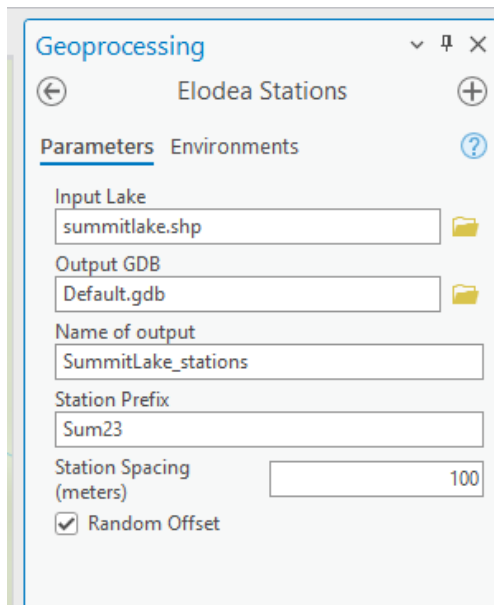 Geoprocessing
Elodea Stations
Parameters Environments
Input Lake
summitlake.shp
Output GDB
Default.gdb
Name of output
SummitLake_stations
Station Prefix
Sum23
Station Spacing
(meters)
100
Random Offset